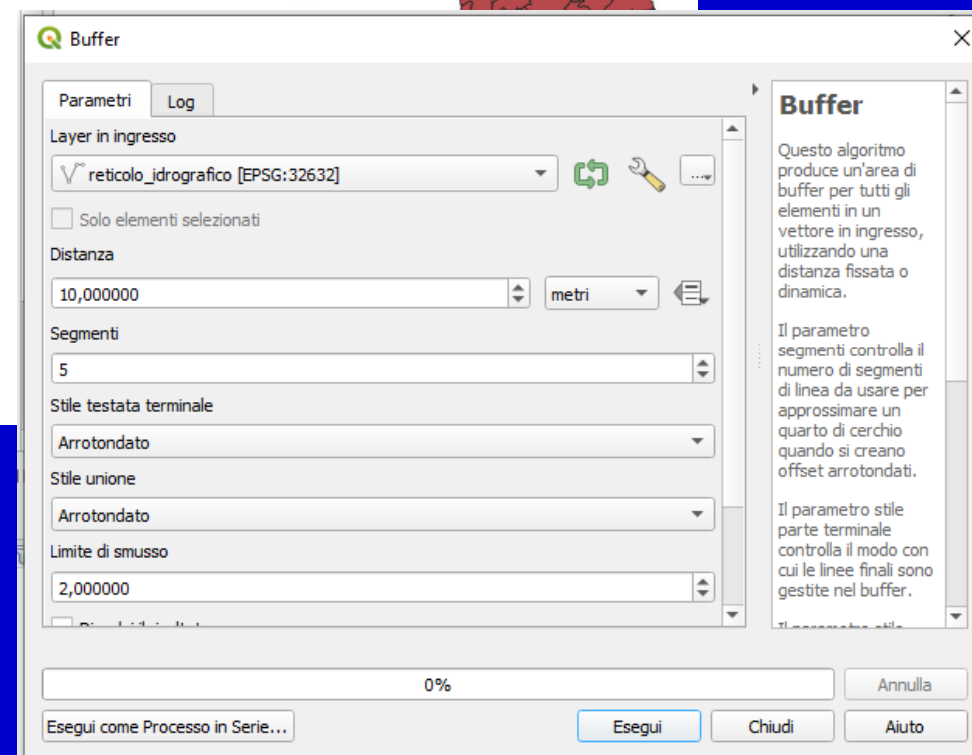 Buffer
Parametri
Log
Layer in ingresso
reticolo_idrografico [EPSG:32632]
...
Solo elementi selezionati
Distanza
10,000000
metri
Segmenti
5
Stile testata terminale
Arrotondato
Stile unione
Arrotondato
Limite di smusso
2,000000
Buffer
Questo algoritmo
produce un'area di
buffer per tutti gli
elementi in un
vettore in ingresso,
utilizzando una
distanza fissata o
dinamica.
Il parametro
segmenti controlla il
numero di segmenti
di linea da usare per
approssimare un
quarto di cerchio
quando si creano
offset arrotondati.
Il parametro stile
parte terminale
controlla il modo con
cui le linee finali sono
gestite nel buffer.
Il parametro stile
0%
Annulla
Esegui come Processo in Serie...
Esegui
Chiudi
Aiuto